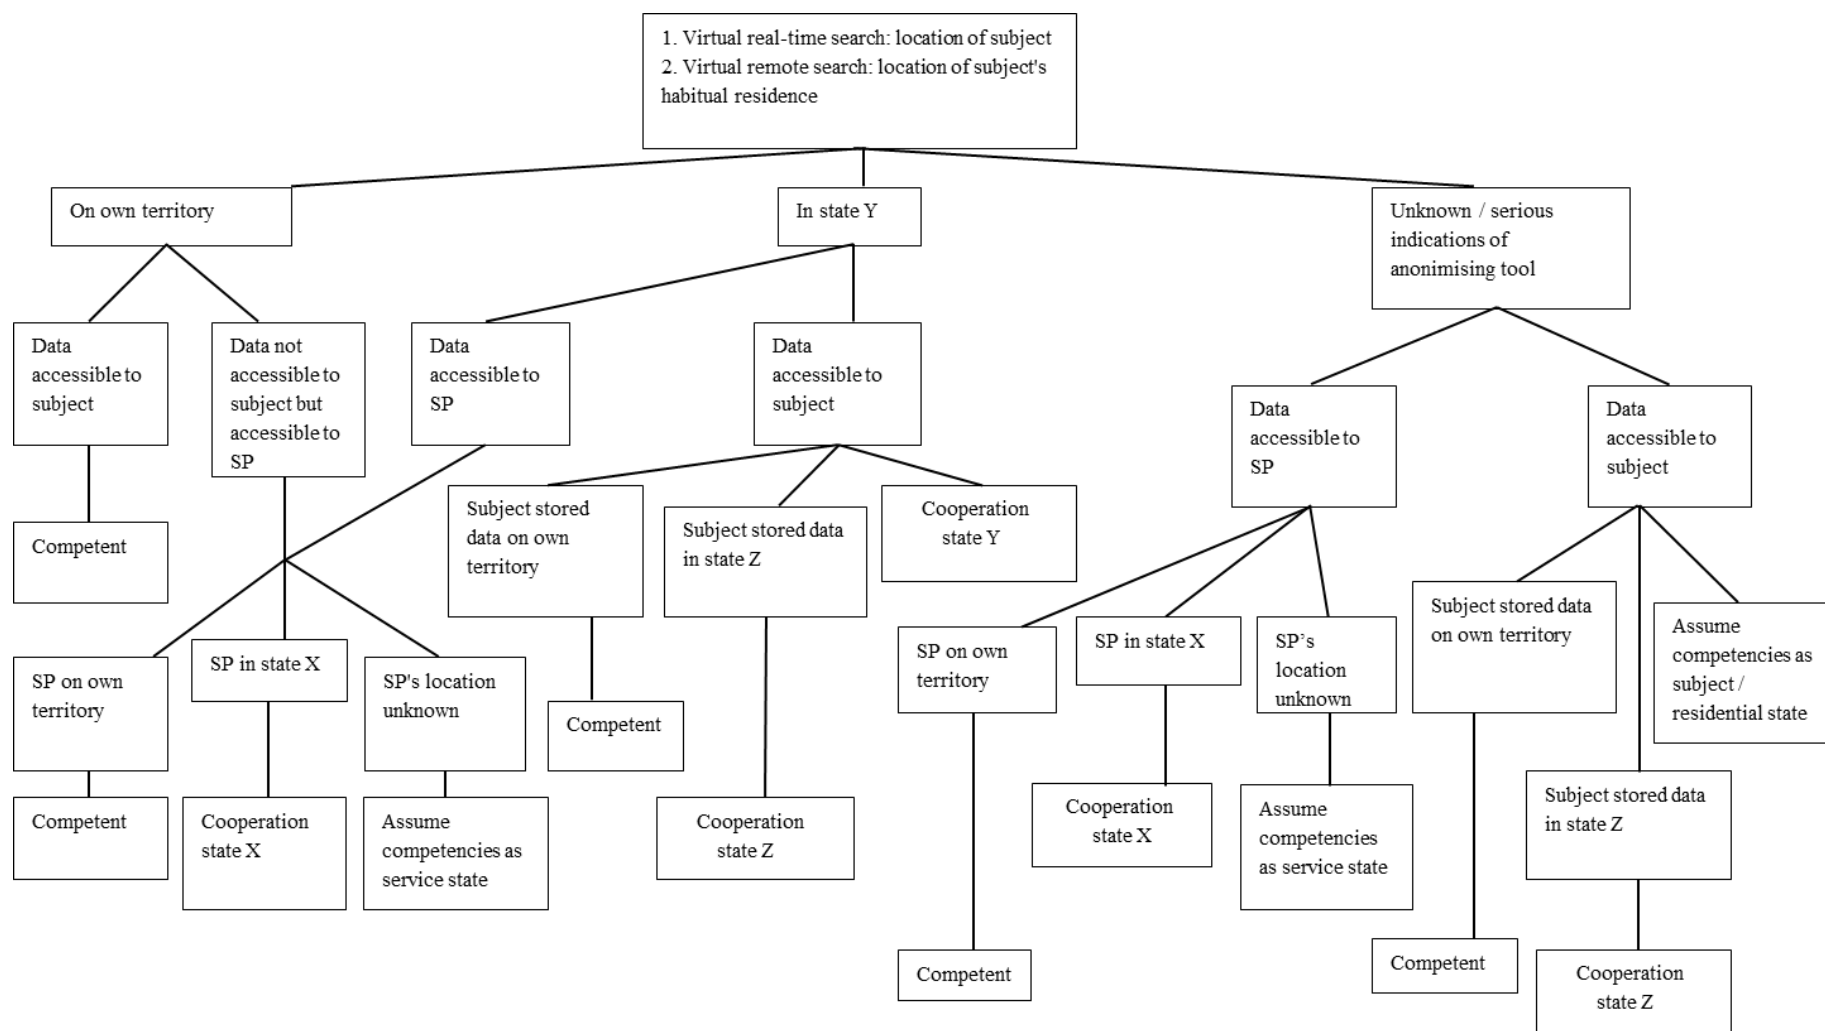 1. Virtual real-time search: location of subject
2. Virtual remote search: location of subject's
habitual residence
On own territory
In state Y
Unknown / serious
indications of
anonimising tool
Data
accessible to
subject
Data not
accessible to
subject but
accessible to
SP
Data
accessible to
SP
Data
accessible to
subject
Data
accessible to
SP
Data
accessible to
subject
Competent
Subject stored
data on own
territory
Subject stored data
in state Z
Cooperation
state Y
SP on own
territory
SP in state X
SP's location
unknown
Competent
SP on own
territory
SP in state X
SP’s
location
unknown
Subject stored data
on own territory
Assume
competencies as
subject /
residential state
Competent
Cooperation
state X
Assume
competencies as
service state
Cooperation
state Z
Cooperation
state X
Assume
competencies
as service state
Subject stored data
in state Z
Competent
Competent
Cooperation
state Z